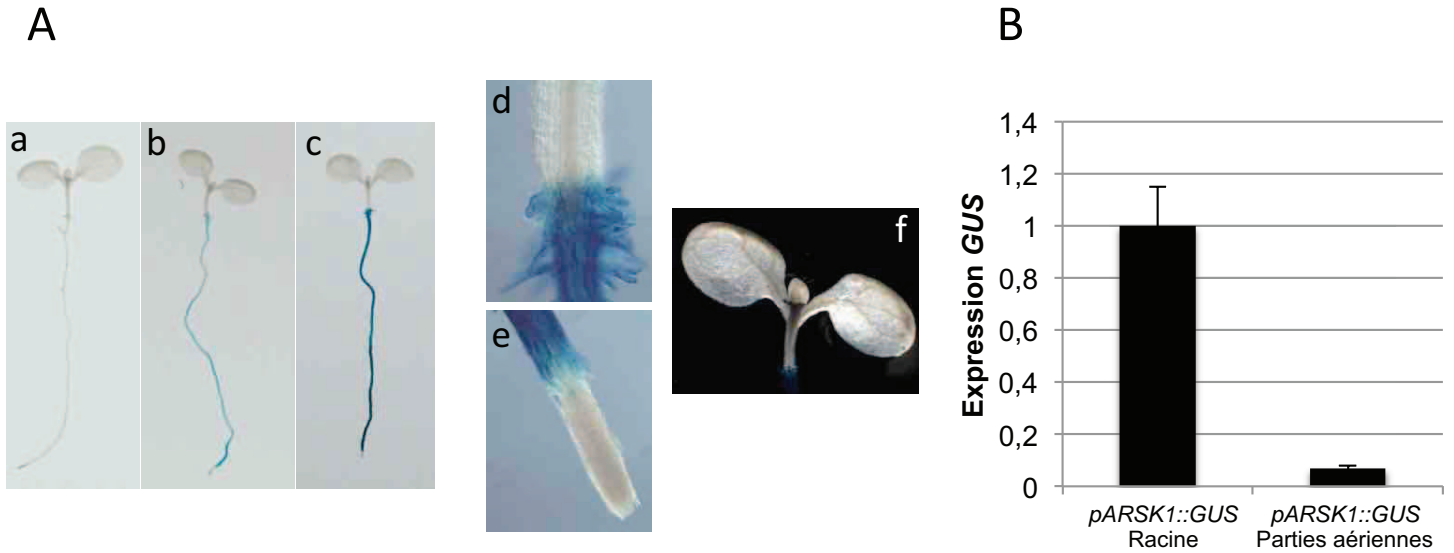 A
B
a
b
c
d
e
f
Expression GUS
1,4
1,2
1
0,8
0,6
0,4
0,2
0
pARSK1::GUS
Racine
pARSK1::GUS
Parties aériennes